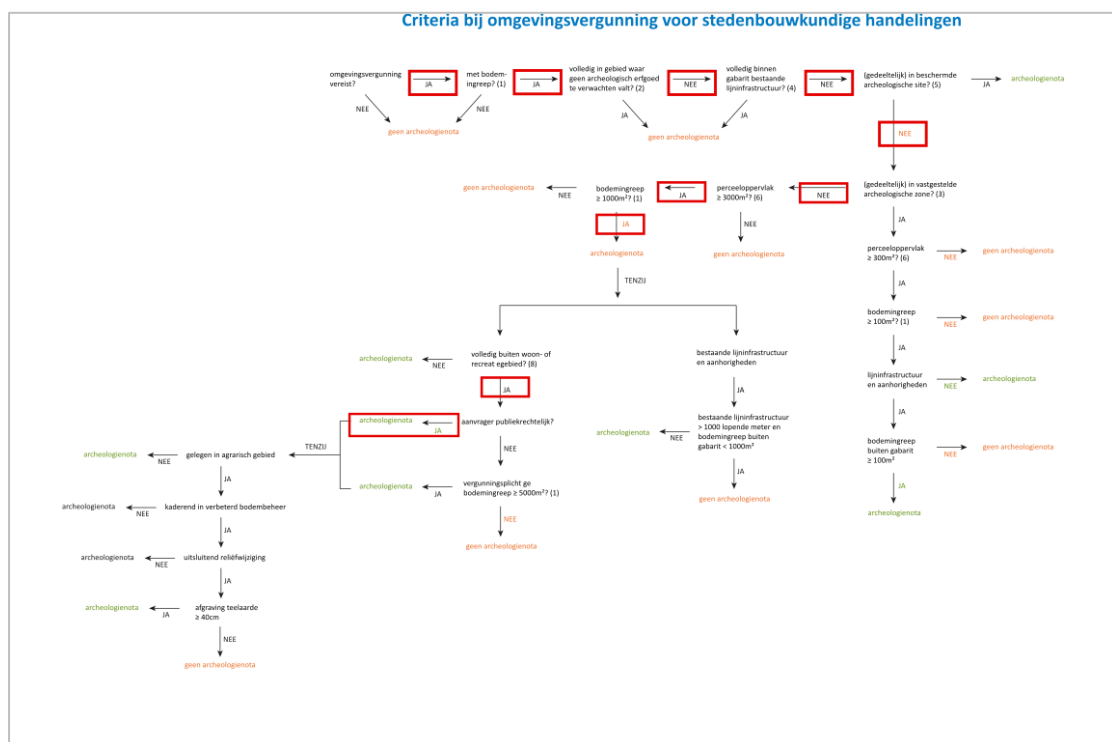 Criteria bij omgevingsvergunning voor stedenbouwkundige handelingen
omgevingsvergunning
vereist?
JA
met bodem-
ingreep? (1)
JA
volledig in gebied waar
geen archeologisch erfgoed
te verwachten valt? (2)
NEE
volledig binnen
gabarit bestaande
lijninfrastructuur? (4)
NEE
(gedeeltelijk) in beschermde
archeologische site? (5)
JA
archeologienota
NEE
NEE
geen archeologienota
JA
JA
geen archeologienota
NEE
geen archeologienota
NEE
bodemingreep
≥ 1000m²? (1)
JA
perceeloppervlak
≥ 3000m²? (6)
NEE
(gedeeltelijk) in vastgestelde
archeologische zone? (3)
JA
archeologienota
NEE
geen archeologienota
JA
perceeloppervlak
≥ 300m²? (6)
NEE
geen archeologienota
TENZIJ
JA
bodemingreep
≥ 100m²? (1)
NEE
geen archeologienota
archeologienota
NEE
volledig buiten woon- of
recreat egebied? (8)
bestaande lijninfrastructuur
en aanhorigheden
JA
lijninfrastructuur
en aanhorigheden
NEE
archeologienota
JA
archeologienota
JA
aanvrager publiekrechtelijk?
JA
bestaande lijninfrastructuur
> 1000 lopende meter en
bodemingreep buiten
gabarit < 1000m²
NEE
archeologienota
JA
bodemingreep
buiten gabarit
≥ 100m²
NEE
geen archeologienota
archeologienota
NEE
gelegen in agrarisch gebied
TENZIJ
NEE
archeologienota
JA
vergunningsplicht ge
bodemingreep ≥ 5000m²? (1)
JA
geen archeologienota
JA
archeologienota
JA
archeologienota
NEE
kaderend in verbeterd bodembeheer
NEE
geen archeologienota
JA
archeologienota
NEE
uitsluitend reliëfwijziging
JA
archeologienota
JA
afgraving teelaarde
≥ 40cm
NEE
geen archeologienota